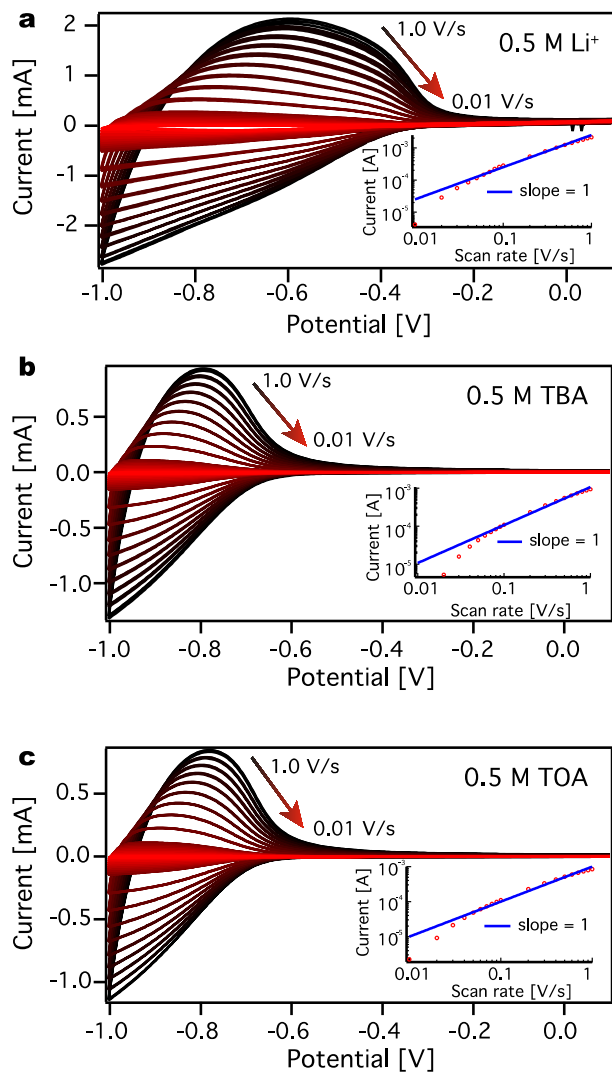 a
0.5 M Li⁺
1.0 V/s
0.01 V/s
2
1
0
-1
-2
Current [mA]
-1.0 -0.8 -0.6 -0.4 -0.2 0.0
Potential [V]
Current [A]
10⁻³
10⁻⁴
10⁻⁵
slope = 1
0.01 0.1 1
Scan rate [V/s]
b
0.5 M TBA
1.0 V/s
0.01 V/s
0.5
0.0
-0.5
-1.0
Current [mA]
-1.0 -0.8 -0.6 -0.4 -0.2 0.0
Potential [V]
Current [A]
10⁻³
10⁻⁴
10⁻⁵
slope = 1
0.01 0.1 1
Scan rate [V/s]
c
0.5 M TOA
1.0 V/s
0.01 V/s
0.5
0.0
-0.5
-1.0
Current [mA]
-1.0 -0.8 -0.6 -0.4 -0.2 0.0
Potential [V]
Current [A]
10⁻³
10⁻⁴
10⁻⁵
slope = 1
0.01 0.1 1
Scan rate [V/s]